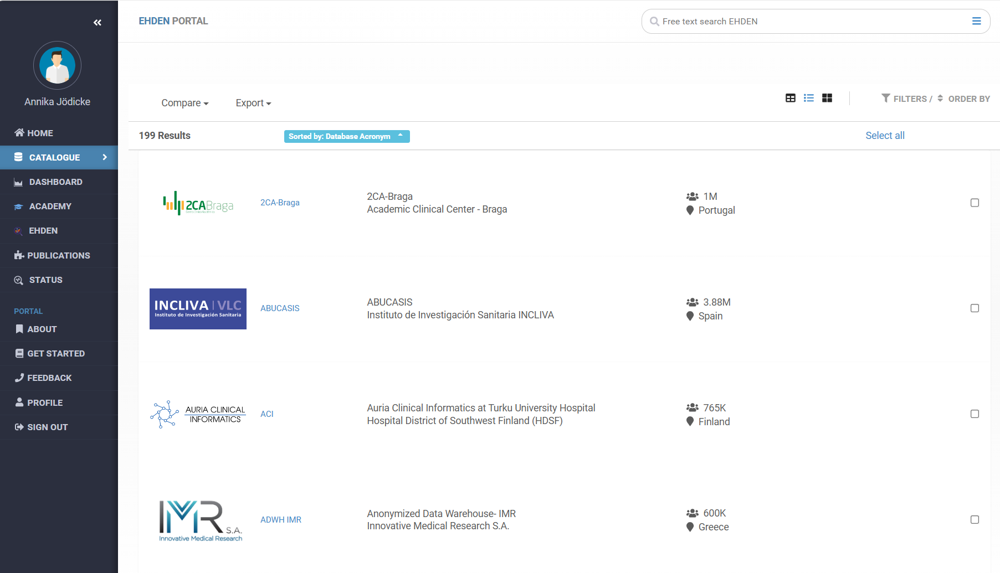 EHDEN PORTAL
Free text search EHDEN
Annika Jödicke
HOME
CATALOGUE
DASHBOARD
ACADEMY
EHDEN
PUBLICATIONS
STATUS
PORTAL
ABOUT
GET STARTED
FEEDBACK
PROFILE
SIGN OUT
Compare
Export
FILTERS / ORDER BY
199 Results
Sorted by: Database Acronym
Select all
2CABraga
Centro Clínico Académico
2CA-Braga
2CA-Braga
Academic Clinical Center - Braga
1M
Portugal
INCLIVA | VLC
Instituto de Investigación Sanitaria
ABUCASIS
ABUCASIS
Instituto de Investigación Sanitaria INCLIVA
3.88M
Spain
AURIA CLINICAL
INFORMATICS
ACI
Auria Clinical Informatics at Turku University Hospital
Hospital District of Southwest Finland (HDSF)
765K
Finland
IMR S.A.
Innovative Medical Research
ADWH IMR
Anonymized Data Warehouse- IMR
Innovative Medical Research S.A.
600K
Greece